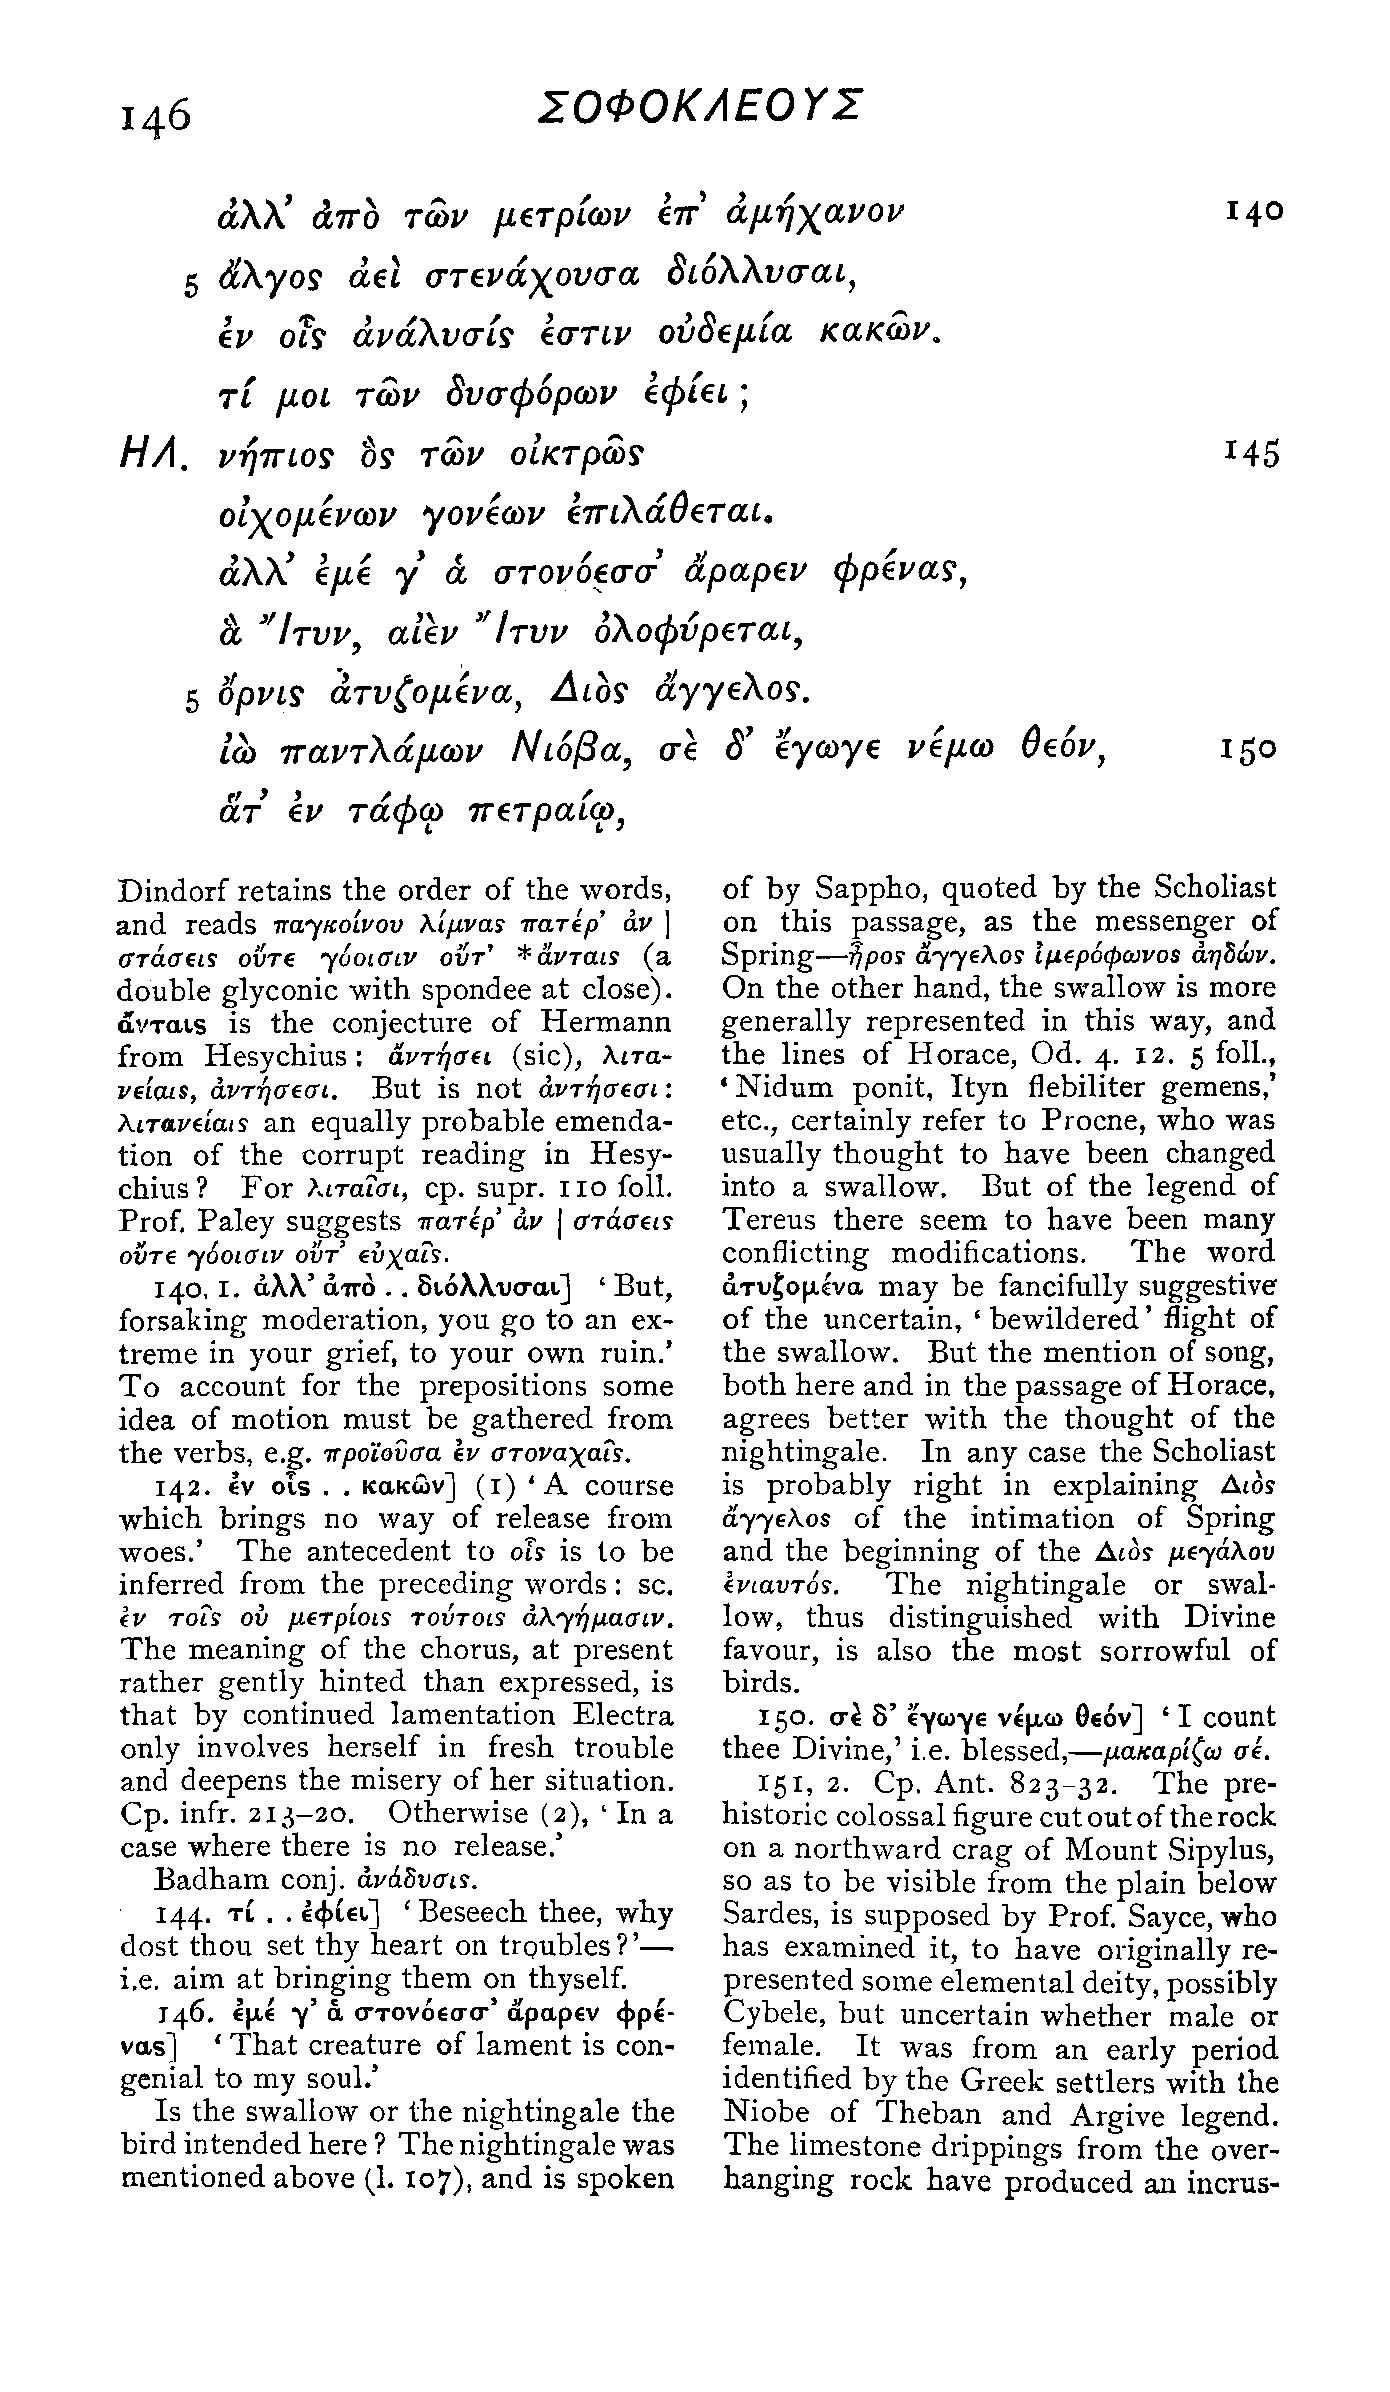 146 ΣΟΦΟΚΛΕΟΥΣ
ἀλλ’ ἀπὸ τῶν μετρίων ἐπ’ ἀμήχανον 140
5 ἄλγος ἀεὶ στενάχουσα διόλλυσαι,
ἐν οἷς ἀνάλυσίς ἐστιν οὐδεμία κακῶν.
τί μοι τῶν δυσφόρων ἐφίει ;
ΗΛ. νήπιος ὃς τῶν οἰκτρῶς 145
οἰχομένων γονέων ἐπιλάθεται.
ἀλλ’ ἐμέ γ’ ἁ στονόεσσ’ ἄραρεν φρένας,
ἃ Ἴτυν, αἰὲν Ἴτυν ὀλοφύρεται,
5 ὄρνις ἀτυζομένα, Διὸς ἄγγελος.
ἰὼ παντλάμων Νιόβα, σὲ δ’ ἔγωγε νέμω θεόν, 150
ἅτ’ ἐν τάφῳ πετραίῳ,
Dindorf retains the order of the words,
and reads παγκοίνου λίμνας πατέρ’ ἀν |
στάσεις οὔτε γόοισιν οὔτ’ *ἄνταις (a
double glyconic with spondee at close).
ἄνταις is the conjecture of Hermann
from Hesychius : ἄντήσει (sic), λιτα-
νείαις, ἀντήσεσι. But is not ἀντήσεσι :
λιτανείαις an equally probable emenda-
tion of the corrupt reading in Hesy-
chius ? For λιταῖσι, cp. supr. 110 foll.
Prof. Paley suggests πατέρ’ ἀν | στάσεις
οὔτε γόοισιν οὔτ’ εὐχαῖς.
140, 1. ἀλλ’ ἀπὸ . . διόλλυσαι] ‘ But,
forsaking moderation, you go to an ex-
treme in your grief, to your own ruin.’
To account for the prepositions some
idea of motion must be gathered from
the verbs, e.g. προϊοῦσα ἐν στοναχαῖς.
142. ἐν οἷς . . κακῶν] (1) ‘ A course
which brings no way of release from
woes.’ The antecedent to οἷς is to be
inferred from the preceding words : sc.
ἐν τοῖς οὐ μετρίοις τούτοις ἀλγήμασιν.
The meaning of the chorus, at present
rather gently hinted than expressed, is
that by continued lamentation Electra
only involves herself in fresh trouble
and deepens the misery of her situation.
Cp. infr. 213-20. Otherwise (2), ‘ In a
case where there is no release.’
Badham conj. ἀνάδυσις.
144. τί . . ἐφίει] ‘ Beseech thee, why
dost thou set thy heart on troubles ?’—
i.e. aim at bringing them on thyself.
146. ἐμέ γ’ ἁ στονόεσσ’ ἄραρεν φρέ-
νας] ‘ That creature of lament is con-
genial to my soul.’
Is the swallow or the nightingale the
bird intended here ? The nightingale was
mentioned above (l. 107), and is spoken
of by Sappho, quoted by the Scholiast
on this passage, as the messenger of
Spring—ἦρος ἄγγελος ἱμερόφωνος ἀηδών.
On the other hand, the swallow is more
generally represented in this way, and
the lines of Horace, Od. 4. 12. 5 foll.,
‘ Nidum ponit, Ityn flebiliter gemens,’
etc., certainly refer to Procne, who was
usually thought to have been changed
into a swallow. But of the legend of
Tereus there seem to have been many
conflicting modifications. The word
ἀτυζομένα may be fancifully suggestive
of the uncertain, ‘ bewildered ’ flight of
the swallow. But the mention of song,
both here and in the passage of Horace,
agrees better with the thought of the
nightingale. In any case the Scholiast
is probably right in explaining Διὸς
ἄγγελος of the intimation of Spring
and the beginning of the Διὸς μεγάλου
ἐνιαυτός. The nightingale or swal-
low, thus distinguished with Divine
favour, is also the most sorrowful of
birds.
150. σὲ δ’ ἔγωγε νέμω θεόν] ‘ I count
thee Divine,’ i.e. blessed,—μακαρίζω σέ.
151, 2. Cp. Ant. 823-32. The pre-
historic colossal figure cut out of the rock
on a northward crag of Mount Sipylus,
so as to be visible from the plain below
Sardes, is supposed by Prof. Sayce, who
has examined it, to have originally re-
presented some elemental deity, possibly
Cybele, but uncertain whether male or
female. It was from an early period
identified by the Greek settlers with the
Niobe of Theban and Argive legend.
The limestone drippings from the over-
hanging rock have produced an incrus-